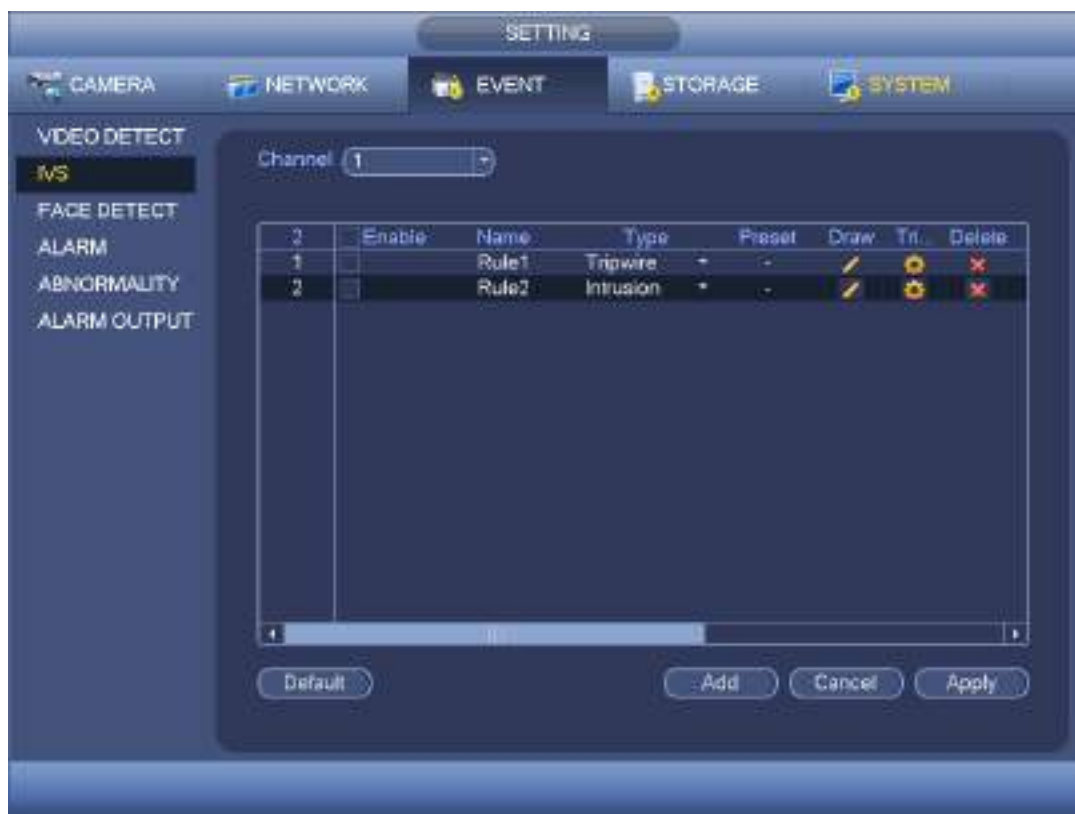 SETTING
CAMERA NETWORK EVENT STORAGE SYSTEM
VIDEO DETECT
IVS
FACE DETECT
ALARM
ABNORMALITY
ALARM OUTPUT
Channel 1
2 Enable Name Type Preset Draw Tri... Delete
1 Rule1 Tripwire -
2 Rule2 Intrusion -
Default Add Cancel Apply